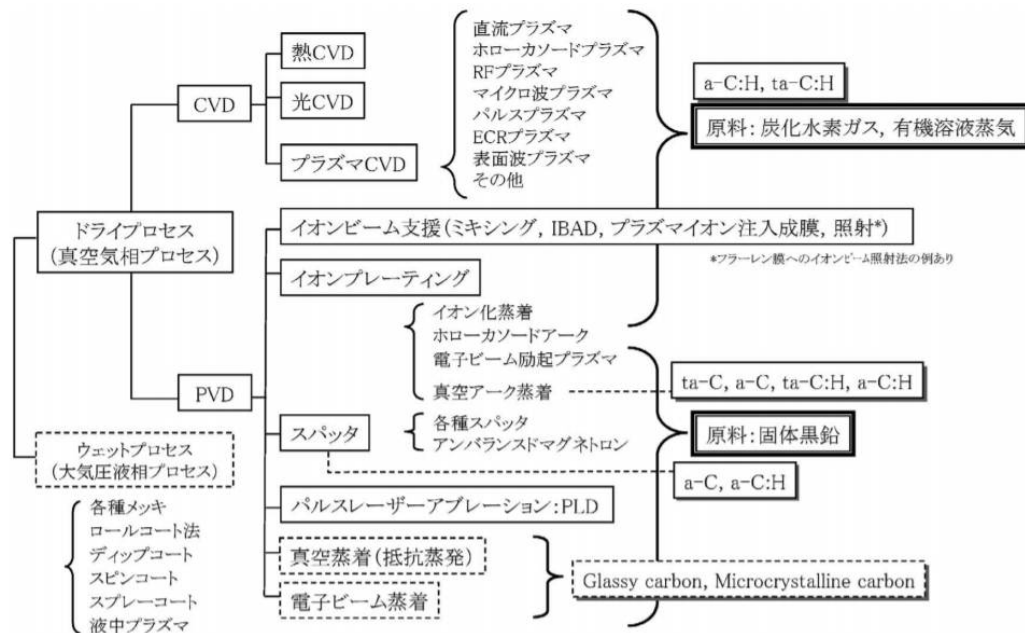 直流プラズマ
ホローカソードプラズマ
RFプラズマ
マイクロ波プラズマ
パルスプラズマ
ECRプラズマ
表面波プラズマ
その他
熱CVD
CVD
光CVD
プラズマCVD
a-C:H, ta-C:H
原料：炭化水素ガス, 有機溶液蒸気
ドライプロセス
(真空気相プロセス)
イオンビーム支援(ミキシング, IBAD, プラズマイオン注入成膜, 照射*)
*フラーレン膜へのイオンビーム照射法の例あり
イオンプレーティング
イオン化蒸着
ホローカソードアーク
電子ビーム励起プラズマ
真空アーク蒸着
ta-C, a-C, ta-C:H, a-C:H
PVD
スパッタ
各種スパッタ
アンバランスドマグネトロン
原料：固体黒鉛
a-C, a-C:H
ウェットプロセス
(大気圧液相プロセス)
各種メッキ
ロールコート法
ディップコート
スピンコート
スプレーコート
液中プラズマ
パルスレーザーアブレーション：PLD
真空蒸着(抵抗蒸発)
電子ビーム蒸着
Glassy carbon, Microcrystalline carbon